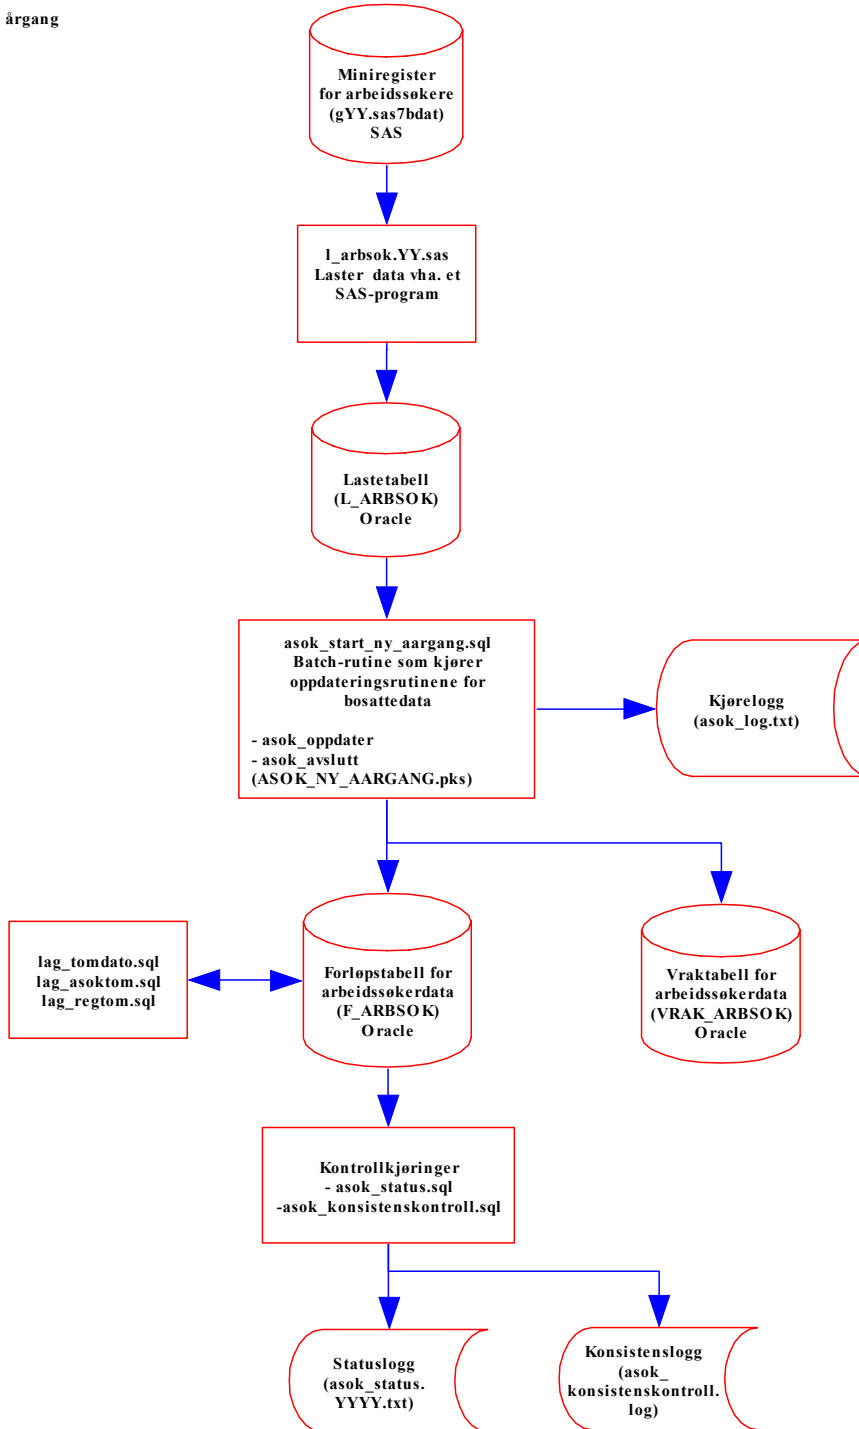 årgang
Miniregister
for arbeidssøkere
(gYY.sas7bdat)
SAS
l_arbsok.YY.sas
Laster data vha. et
SAS-program
Lastetabell
(L_ARBSOK)
Oracle
asok_start_ny_aargang.sql
Batch-rutine som kjører
oppdateringsrutinene for
bosattedata
- asok_oppdater
- asok_avslutt
(ASOK_NY_AARGANG.pks)
Kjørelogg
(asok_log.txt)
lag_tomdato.sql
lag_asoktom.sql
lag_regtom.sql
Forløpstabell for
arbeidssøkerdata
(F_ARBSOK)
Oracle
Vraktabell for
arbeidssøkerdata
(VRAK_ARBSOK)
Oracle
Kontrollkjøringer
- asok_status.sql
-asok_konsistenskontroll.sql
Statuslogg
(asok_status.
YYYY.txt)
Konsistenslogg
(asok_
konsistenskontroll.
log)